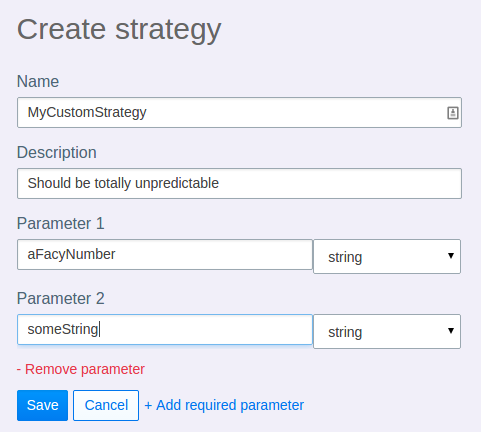 Create strategy
Name
MyCustomStrategy
Description
Should be totally unpredictable
Parameter 1
aFacyNumber
string
Parameter 2
someString
string
- Remove parameter
Save Cancel + Add required parameter